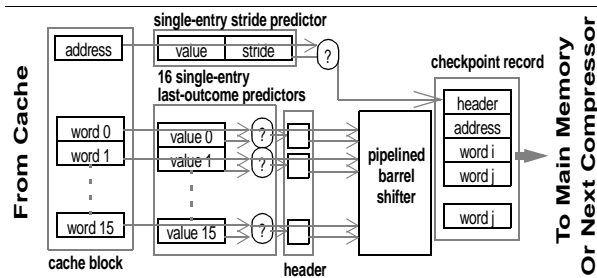 single-entry stride predictor
address
value
stride
?
16 single-entry
last-outcome predictors
checkpoint record
From Cache
word 0
word 1
word 15
cache block
value 0
value 1
value 15
?
?
?
header
pipelined
barrel
shifter
header
address
word i
word j
word j
To Main Memory
Or Next Compressor